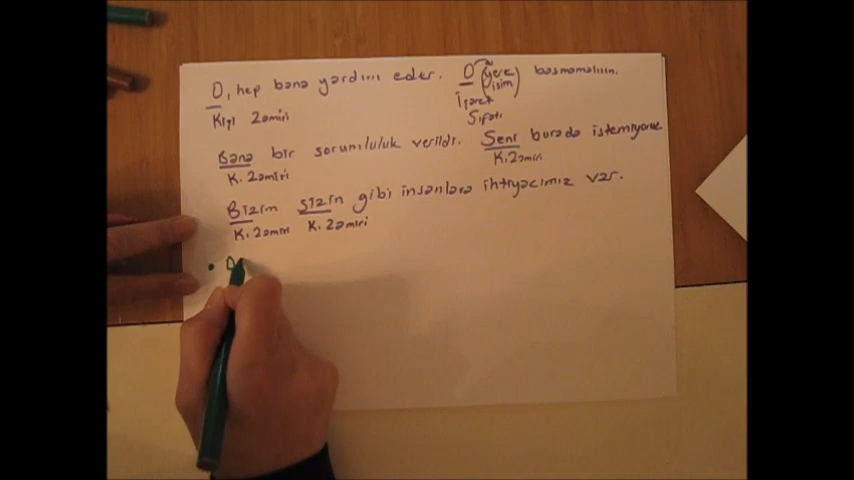 O, hep bana yardım eder. O (yere basmamalısın.
isim)
Kişi Zamiri İşaret
Sıfatı
Bana bir sorumluluk verildi. Seni burada istemiyoruz
K. Zamiri K. Zamiri
Bizim sizin gibi insanlara ihtiyacımız var.
K. Zamiri K. Zamiri